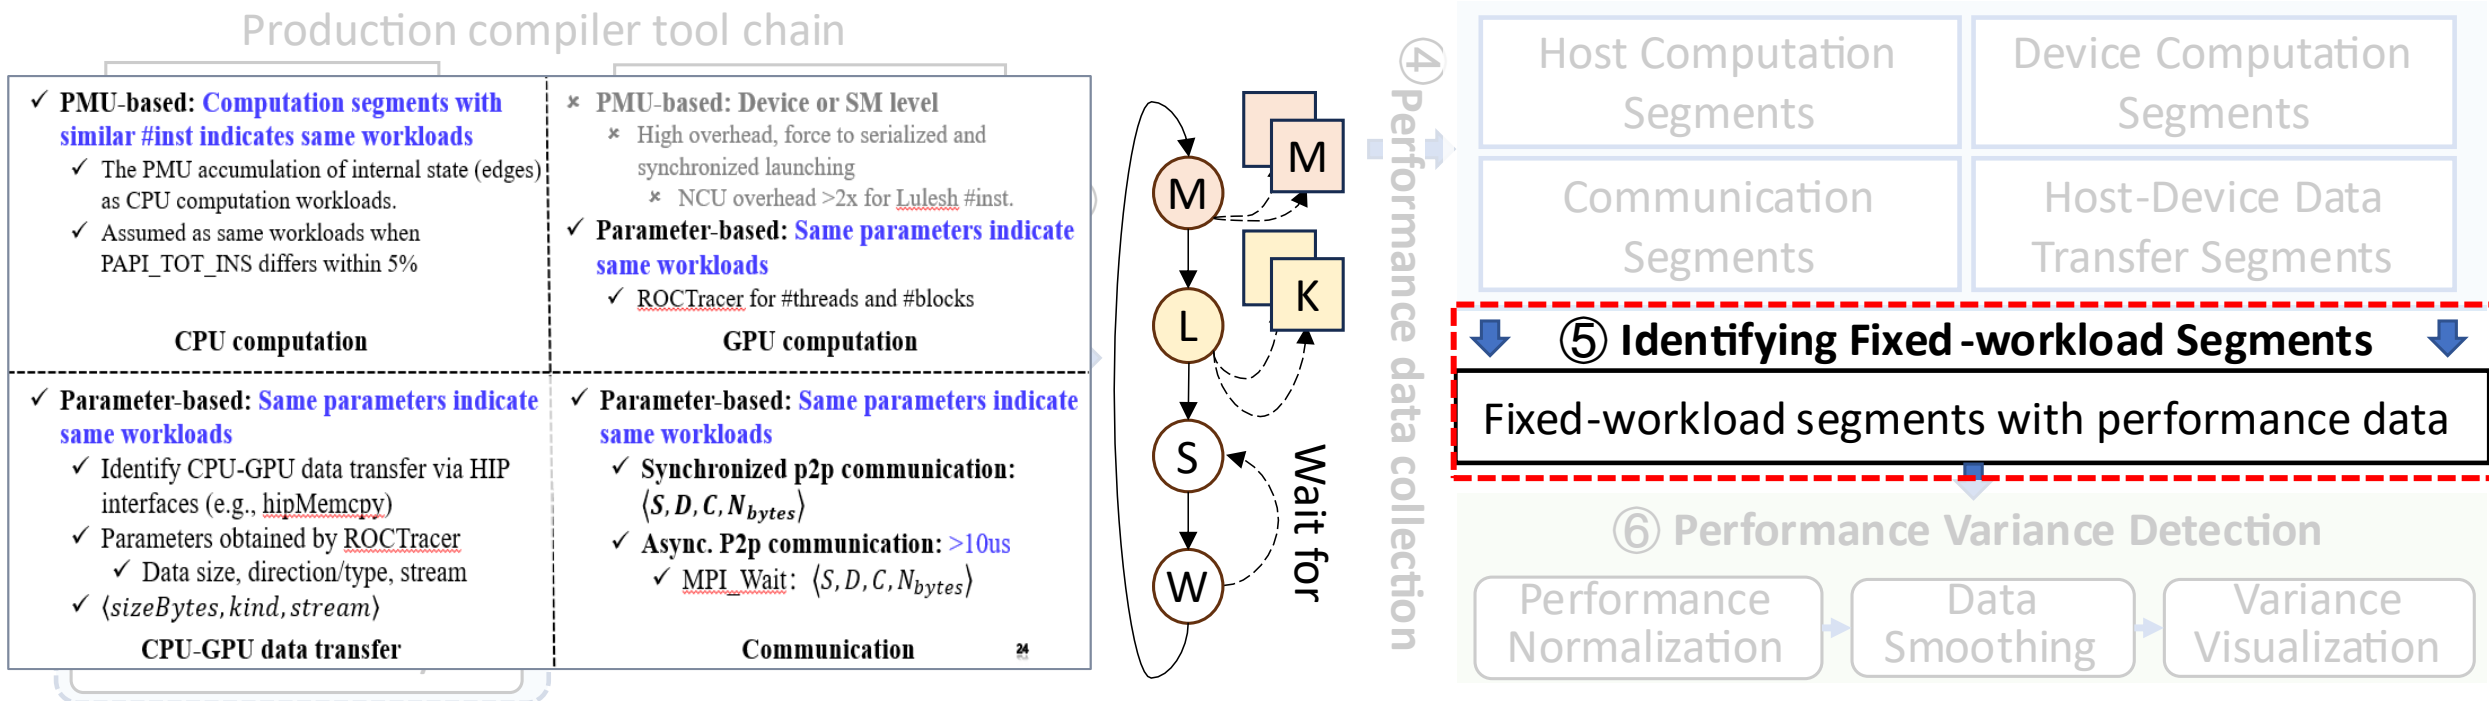 Production compiler tool chain
✓ PMU-based: Computation segments with
similar #inst indicates same workloads
✓ The PMU accumulation of internal state (edges)
as CPU computation workloads.
✓ Assumed as same workloads when
PAPI_TOT_INS differs within 5%
CPU computation
× PMU-based: Device or SM level
× High overhead, force to serialized and
synchronized launching
× NCU overhead >2x for Lulesh #inst.
✓ Parameter-based: Same parameters indicate
same workloads
✓ ROCTracer for #threads and #blocks
GPU computation
✓ Parameter-based: Same parameters indicate
same workloads
✓ Identify CPU-GPU data transfer via HIP
interfaces (e.g., hipMemcpy)
✓ Parameters obtained by ROCTracer
✓ Data size, direction/type, stream
✓ ⟨sizeBytes, kind, stream⟩
CPU-GPU data transfer
✓ Parameter-based: Same parameters indicate
same workloads
✓ Synchronized p2p communication:
⟨S, D, C, N_bytes⟩
✓ Async. P2p communication: >10us
✓ MPI_Wait: ⟨S, D, C, N_bytes⟩
Communication
24
M
M
L
K
S
W
Wait for
④ Performance data collection
Host Computation
Segments
Device Computation
Segments
Communication
Segments
Host-Device Data
Transfer Segments
⑤ Identifying Fixed-workload Segments
Fixed-workload segments with performance data
⑥ Performance Variance Detection
Performance
Normalization
Data
Smoothing
Variance
Visualization